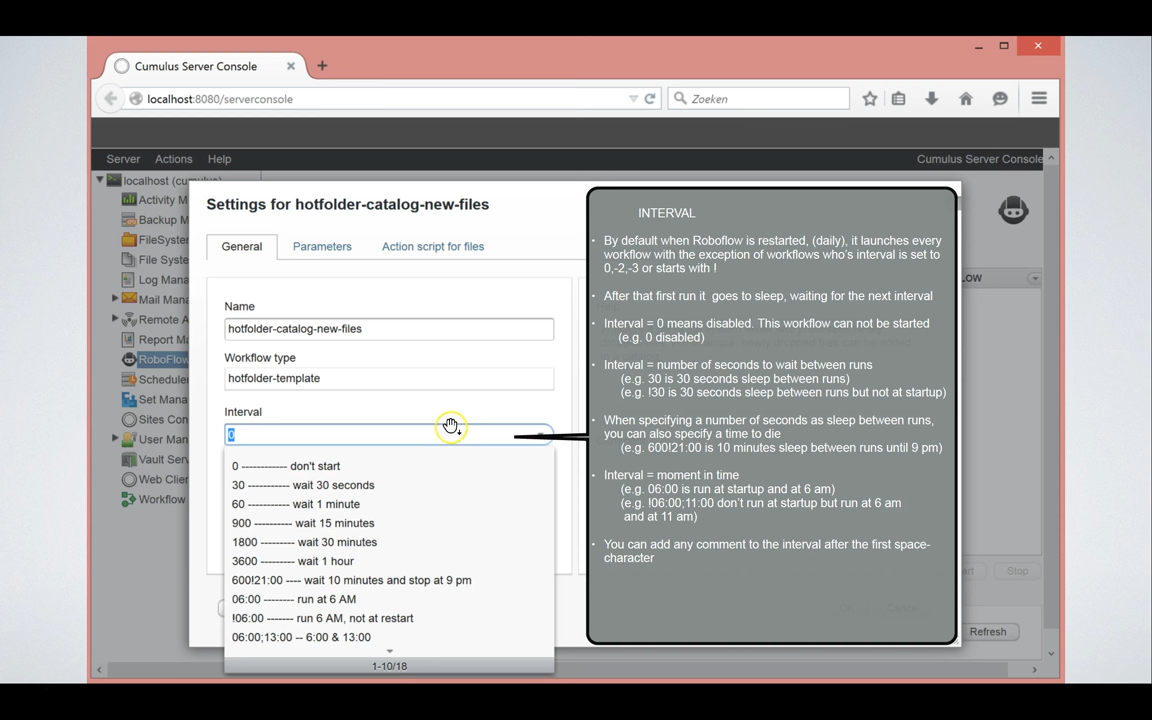 Cumulus Server Console
localhost:8080/serverconsole
Zoeken
Server Actions Help
Cumulus Server Console
localhost (cumulus)
Activity M
Backup M
FileSystem
File Syste
Log Mana
Mail Mana
Remote A
Report Ma
RoboFlow
Scheduler
Set Mana
Sites Con
User Man
Vault Serv
Web Clien
Workflow
Settings for hotfolder-catalog-new-files
General Parameters Action script for files
Name
hotfolder-catalog-new-files
Workflow type
hotfolder-template
Interval
0
0 ------------ don't start
30 ----------- wait 30 seconds
60 ----------- wait 1 minute
900 ---------- wait 15 minutes
1800 --------- wait 30 minutes
3600 --------- wait 1 hour
600!21:00 ---- wait 10 minutes and stop at 9 pm
06:00 -------- run at 6 AM
!06:00 ------- run 6 AM, not at restart
06:00;13:00 -- 6:00 & 13:00
1-10/18
INTERVAL
· By default when Roboflow is restarted, (daily), it launches every
workflow with the exception of workflows who's interval is set to
0,-2,-3 or starts with !
· After that first run it goes to sleep, waiting for the next interval
· Interval = 0 means disabled. This workflow can not be started
(e.g. 0 disabled)
· Interval = number of seconds to wait between runs
(e.g. 30 is 30 seconds sleep between runs)
(e.g. !30 is 30 seconds sleep between runs but not at startup)
· When specifying a number of seconds as sleep between runs,
you can also specify a time to die
(e.g. 600!21:00 is 10 minutes sleep between runs until 9 pm)
· Interval = moment in time
(e.g. 06:00 is run at startup and at 6 am)
(e.g. !06:00;11:00 don't run at startup but run at 6 am
and at 11 am)
· You can add any comment to the interval after the first space-
character
LOW
art Stop
Refresh